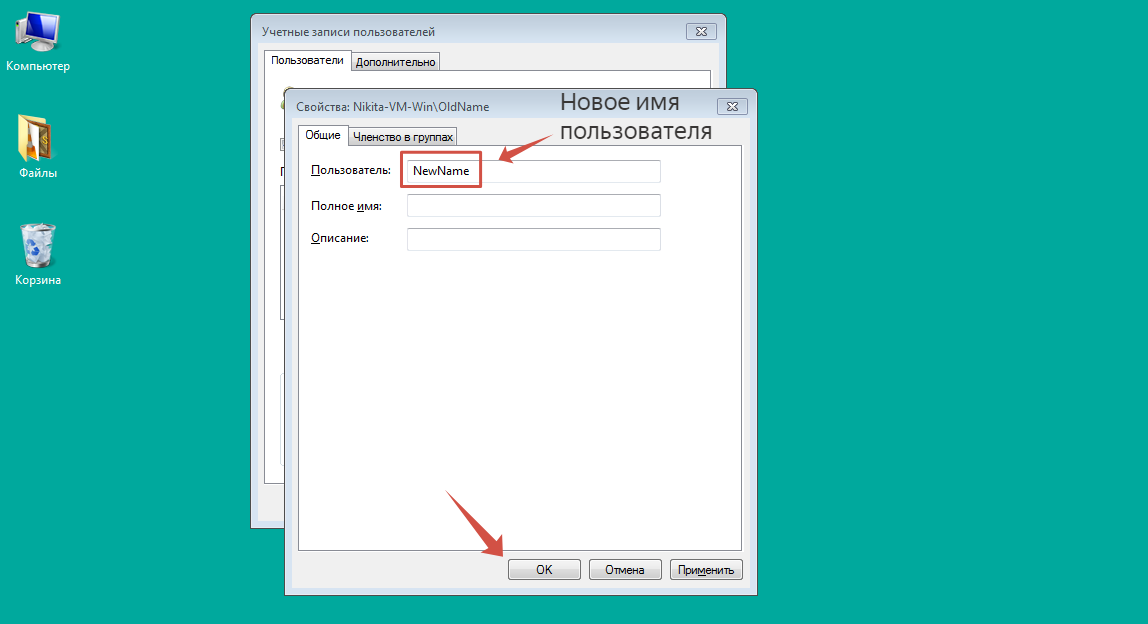 Компьютер
Файлы
Корзина
Учетные записи пользователей
Пользователи
Дополнительно
Свойства: Nikita-VM-Win\OldName
Новое имя
пользователя
Общие
Членство в группах
Пользователь:
NewName
Полное имя:
Описание:
OK
Отмена
Применить